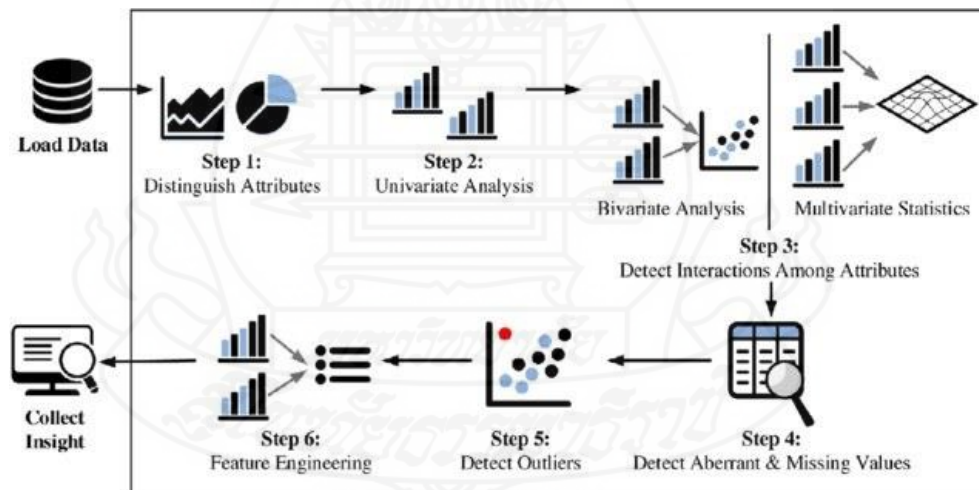 Load Data
Step 1:
Distinguish Attributes
Step 2:
Univariate Analysis
Bivariate Analysis
Multivariate Statistics
Step 3:
Detect Interactions Among Attributes
Step 4:
Detect Aberrant & Missing Values
Step 5:
Detect Outliers
Step 6:
Feature Engineering
Collect
Insight